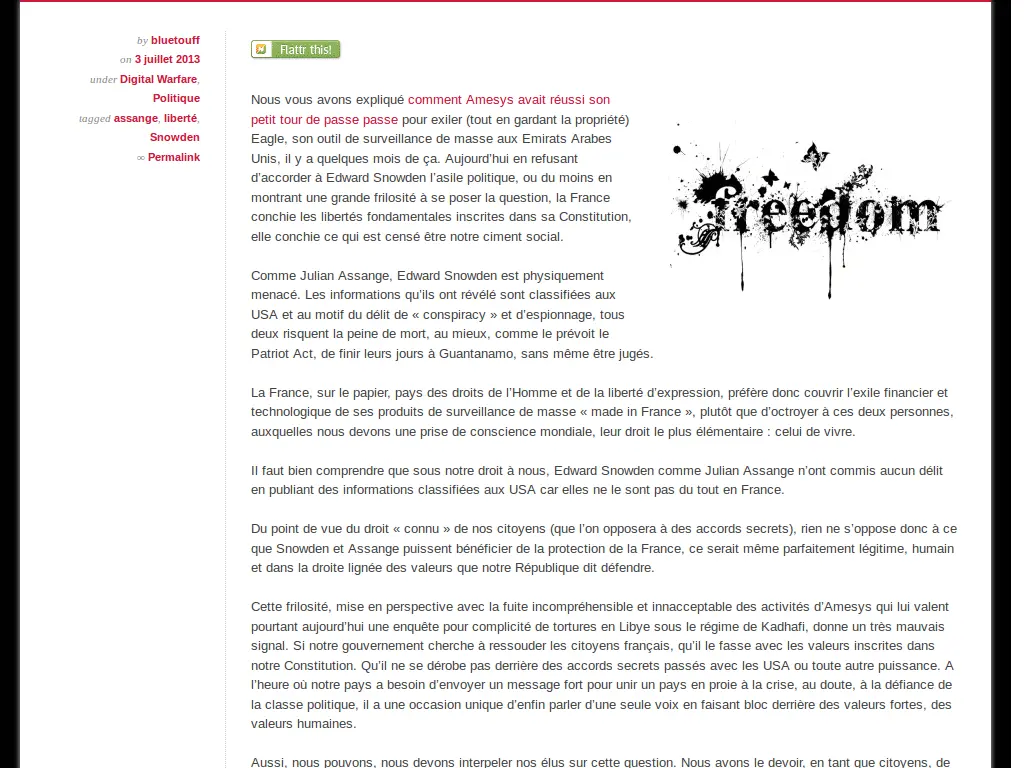 by bluetouff
on 3 juillet 2013
under Digital Warfare,
Politique
tagged assange, liberté,
Snowden
∞ Permalink
Flattr this!
Nous vous avons expliqué comment Amesys avait réussi son
petit tour de passe passe pour exiler (tout en gardant la propriété)
Eagle, son outil de surveillance de masse aux Emirats Arabes
Unis, il y a quelques mois de ça. Aujourd’hui en refusant
d’accorder à Edward Snowden l’asile politique, ou du moins en
montrant une grande frilosité à se poser la question, la France
conchie les libertés fondamentales inscrites dans sa Constitution,
elle conchie ce qui est censé être notre ciment social.
freedom
Comme Julian Assange, Edward Snowden est physiquement
menacé. Les informations qu’ils ont révélé sont classifiées aux
USA et au motif du délit de « conspiracy » et d’espionnage, tous
deux risquent la peine de mort, au mieux, comme le prévoit le
Patriot Act, de finir leurs jours à Guantanamo, sans même être jugés.
La France, sur le papier, pays des droits de l’Homme et de la liberté d’expression, préfère donc couvrir l’exile financier et
technologique de ses produits de surveillance de masse « made in France », plutôt que d’octroyer à ces deux personnes,
auxquelles nous devons une prise de conscience mondiale, leur droit le plus élémentaire : celui de vivre.
Il faut bien comprendre que sous notre droit à nous, Edward Snowden comme Julian Assange n’ont commis aucun délit
en publiant des informations classifiées aux USA car elles ne le sont pas du tout en France.
Du point de vue du droit « connu » de nos citoyens (que l’on opposera à des accords secrets), rien ne s’oppose donc à ce
que Snowden et Assange puissent bénéficier de la protection de la France, ce serait même parfaitement légitime, humain
et dans la droite lignée des valeurs que notre République dit défendre.
Cette frilosité, mise en perspective avec la fuite incompréhensible et innacceptable des activités d’Amesys qui lui valent
pourtant aujourd’hui une enquête pour complicité de tortures en Libye sous le régime de Kadhafi, donne un très mauvais
signal. Si notre gouvernement cherche à ressouder les citoyens français, qu’il le fasse avec les valeurs inscrites dans
notre Constitution. Qu’il ne se dérobe pas derrière des accords secrets passés avec les USA ou toute autre puissance. A
l’heure où notre pays a besoin d’envoyer un message fort pour unir un pays en proie à la crise, au doute, à la défiance de
la classe politique, il a une occasion unique d’enfin parler d’une seule voix en faisant bloc derrière des valeurs fortes, des
valeurs humaines.
Aussi, nous pouvons, nous devons interpeler nos élus sur cette question. Nous avons le devoir, en tant que citoyens, de